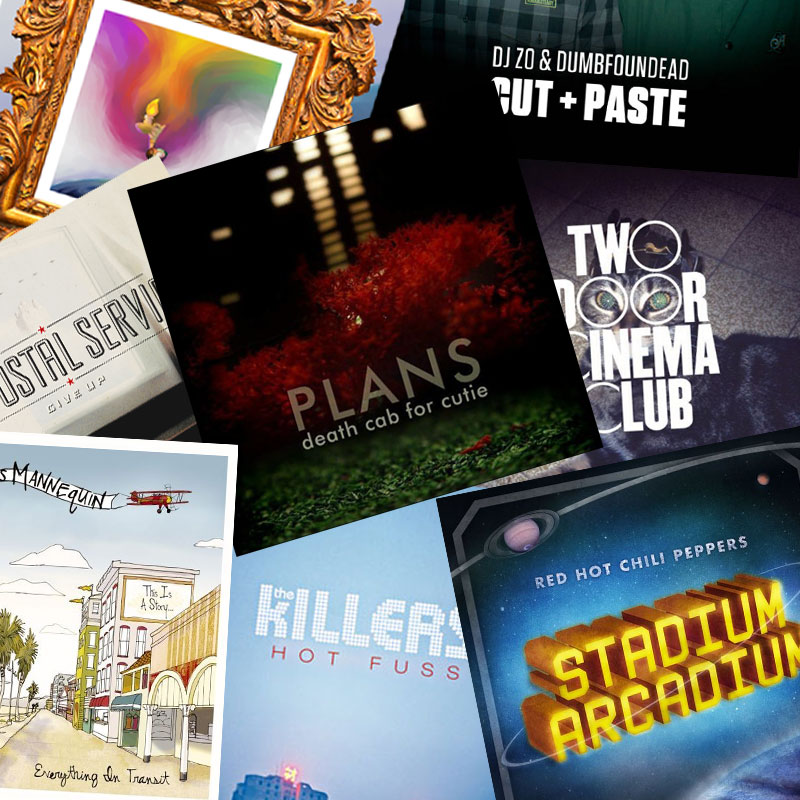 DJ ZO & DUMBFOUNDEAD
CUT + PASTE
TWO
DOOR
CINEMA
CLUB
OSTAL SERVI
GIVE UP
PLANS
death cab for cutie
S MANNEQUIN
This Is
A Story...
Everything In Transit
the
KILLERS
HOT FUSS
RED HOT CHILI PEPPERS
STADIUM
ARCADIUM